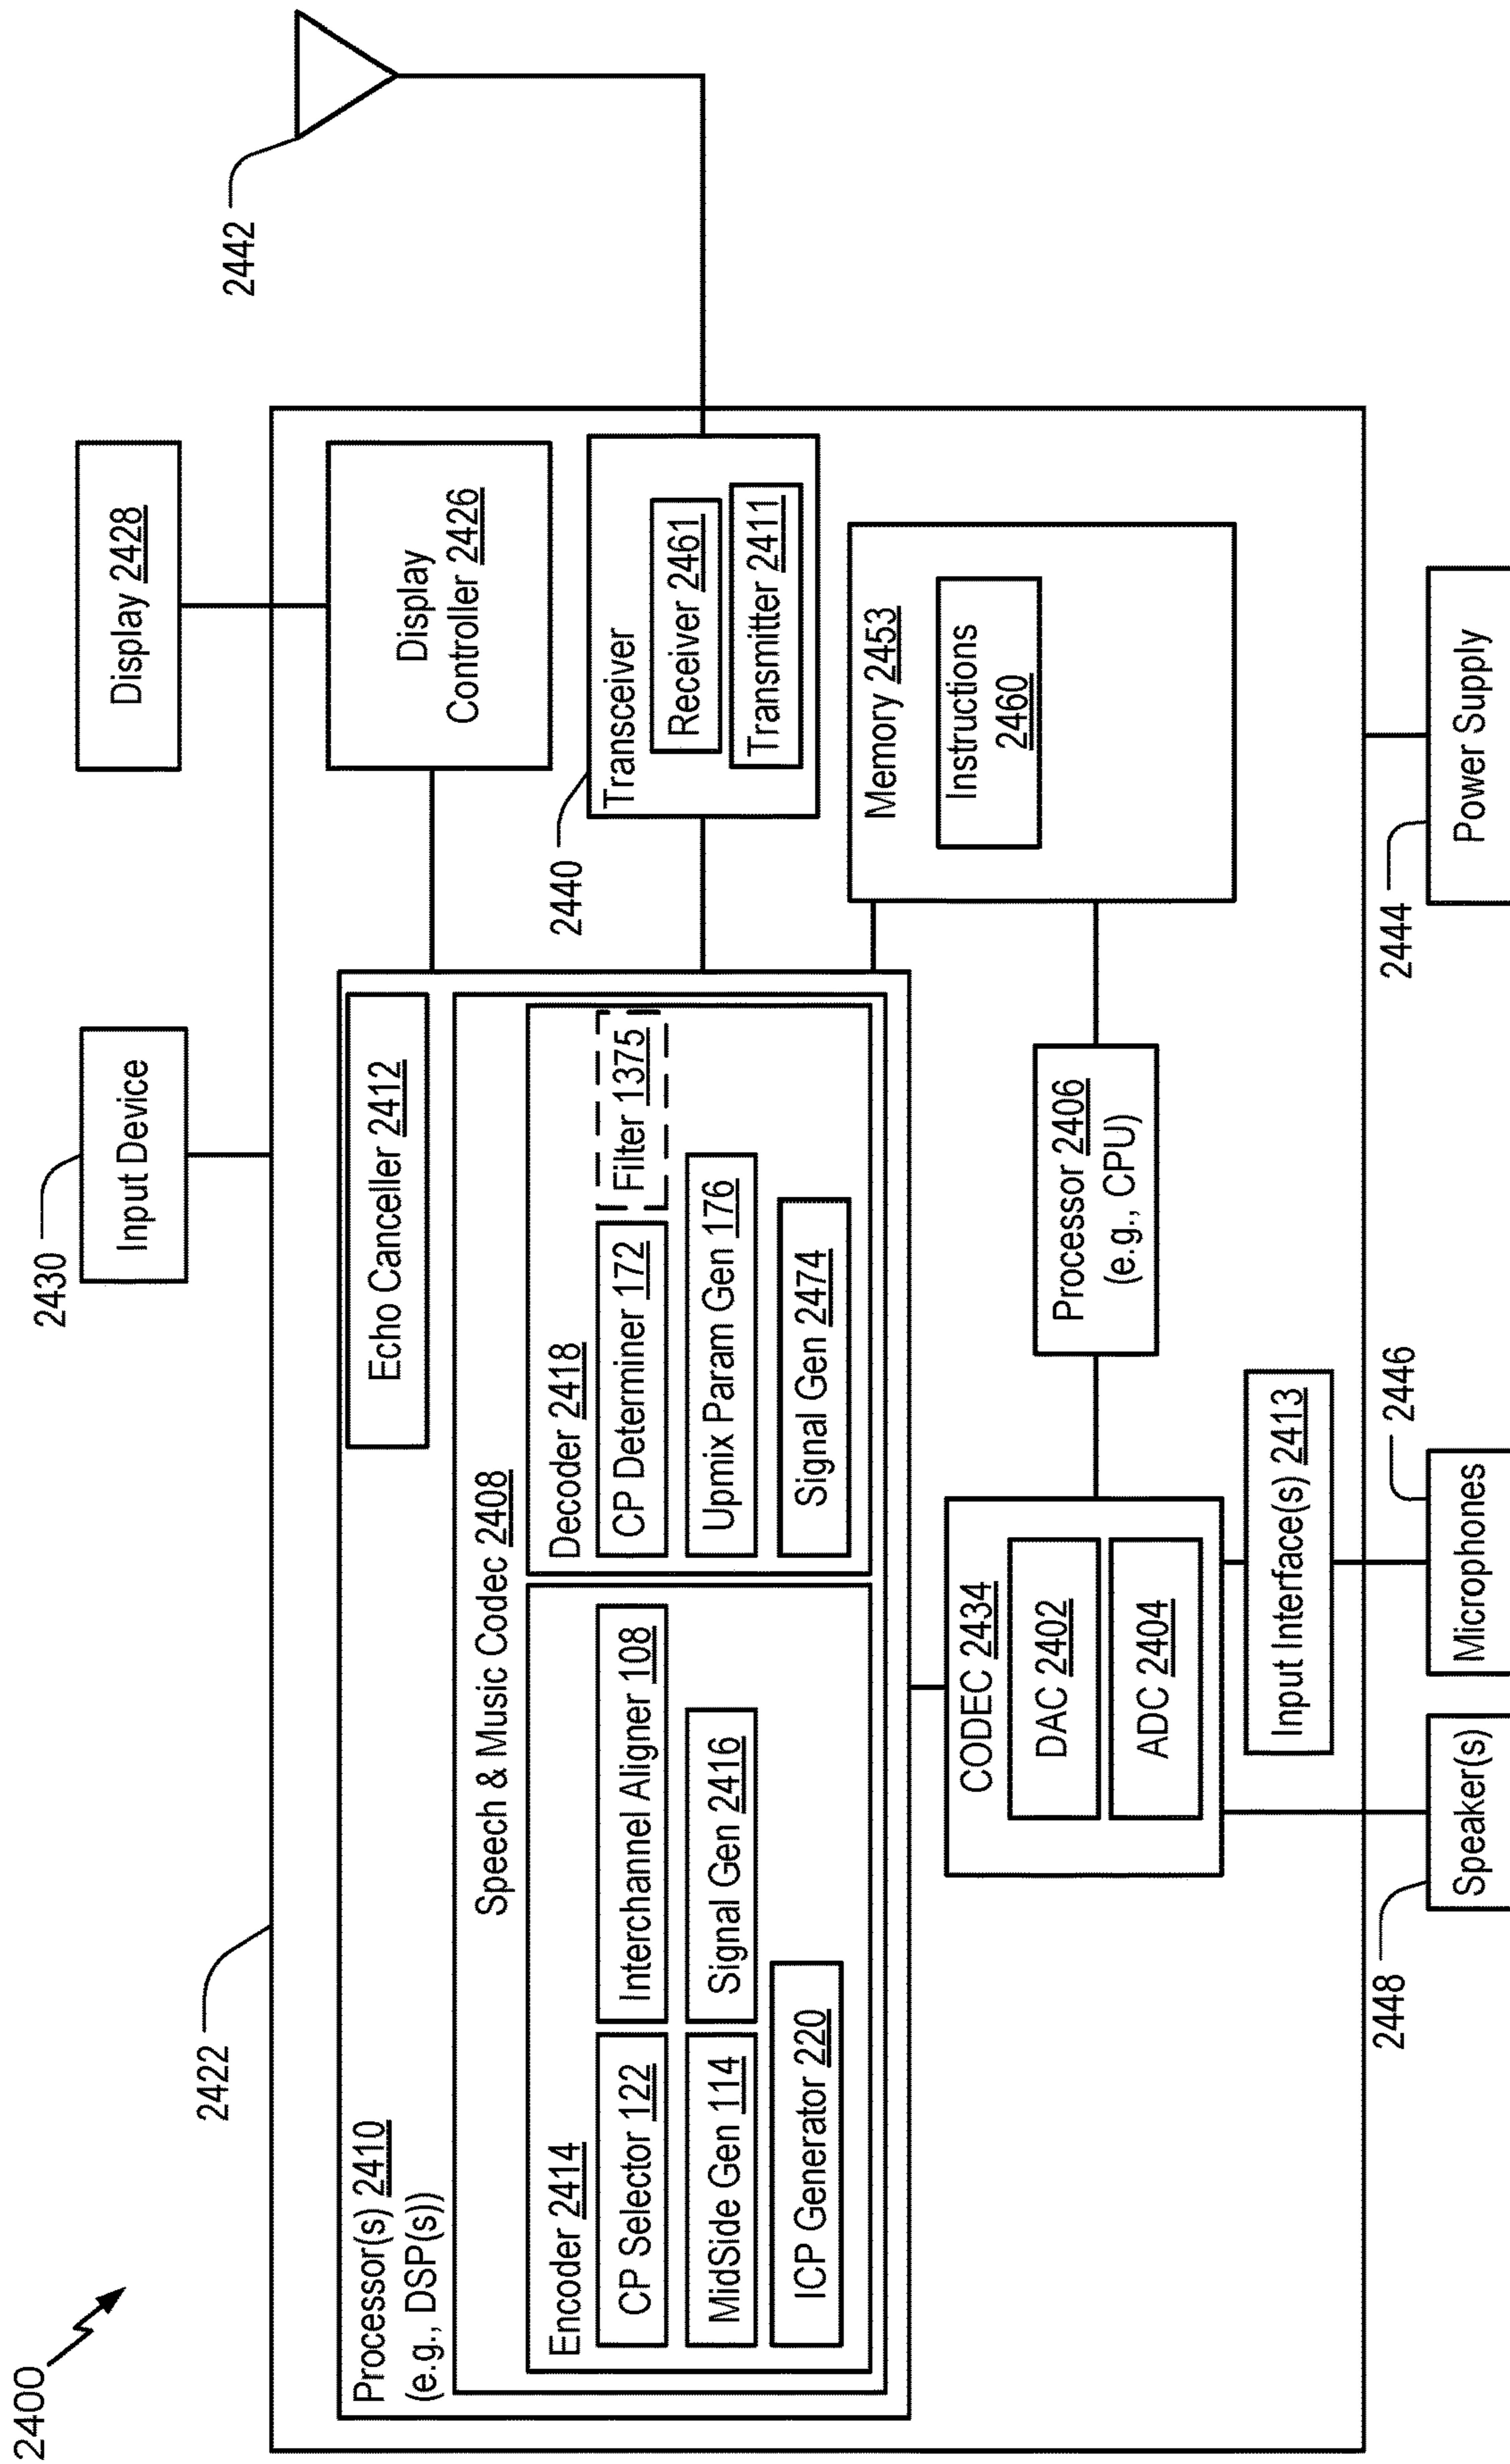 2400
2422
2430
Input Device
Display 2428
2442
Processor(s) 2410
(e.g., DSP(s))
Echo Canceller 2412
Display
Controller 2426
Speech & Music Codec 2408
Encoder 2414
CP Selector 122
Interchannel Aligner 108
MidSide Gen 114
Signal Gen 2416
ICP Generator 220
Decoder 2418
CP Determiner 172
Filter 1375
Upmix Param Gen 176
Signal Gen 2474
2440
Transceiver
Receiver 2461
Transmitter 2411
Memory 2453
Instructions
2460
CODEC 2434
DAC 2402
ADC 2404
Processor 2406
(e.g., CPU)
Input Interface(s) 2413
2448
Speaker(s)
2446
Microphones
2444
Power Supply